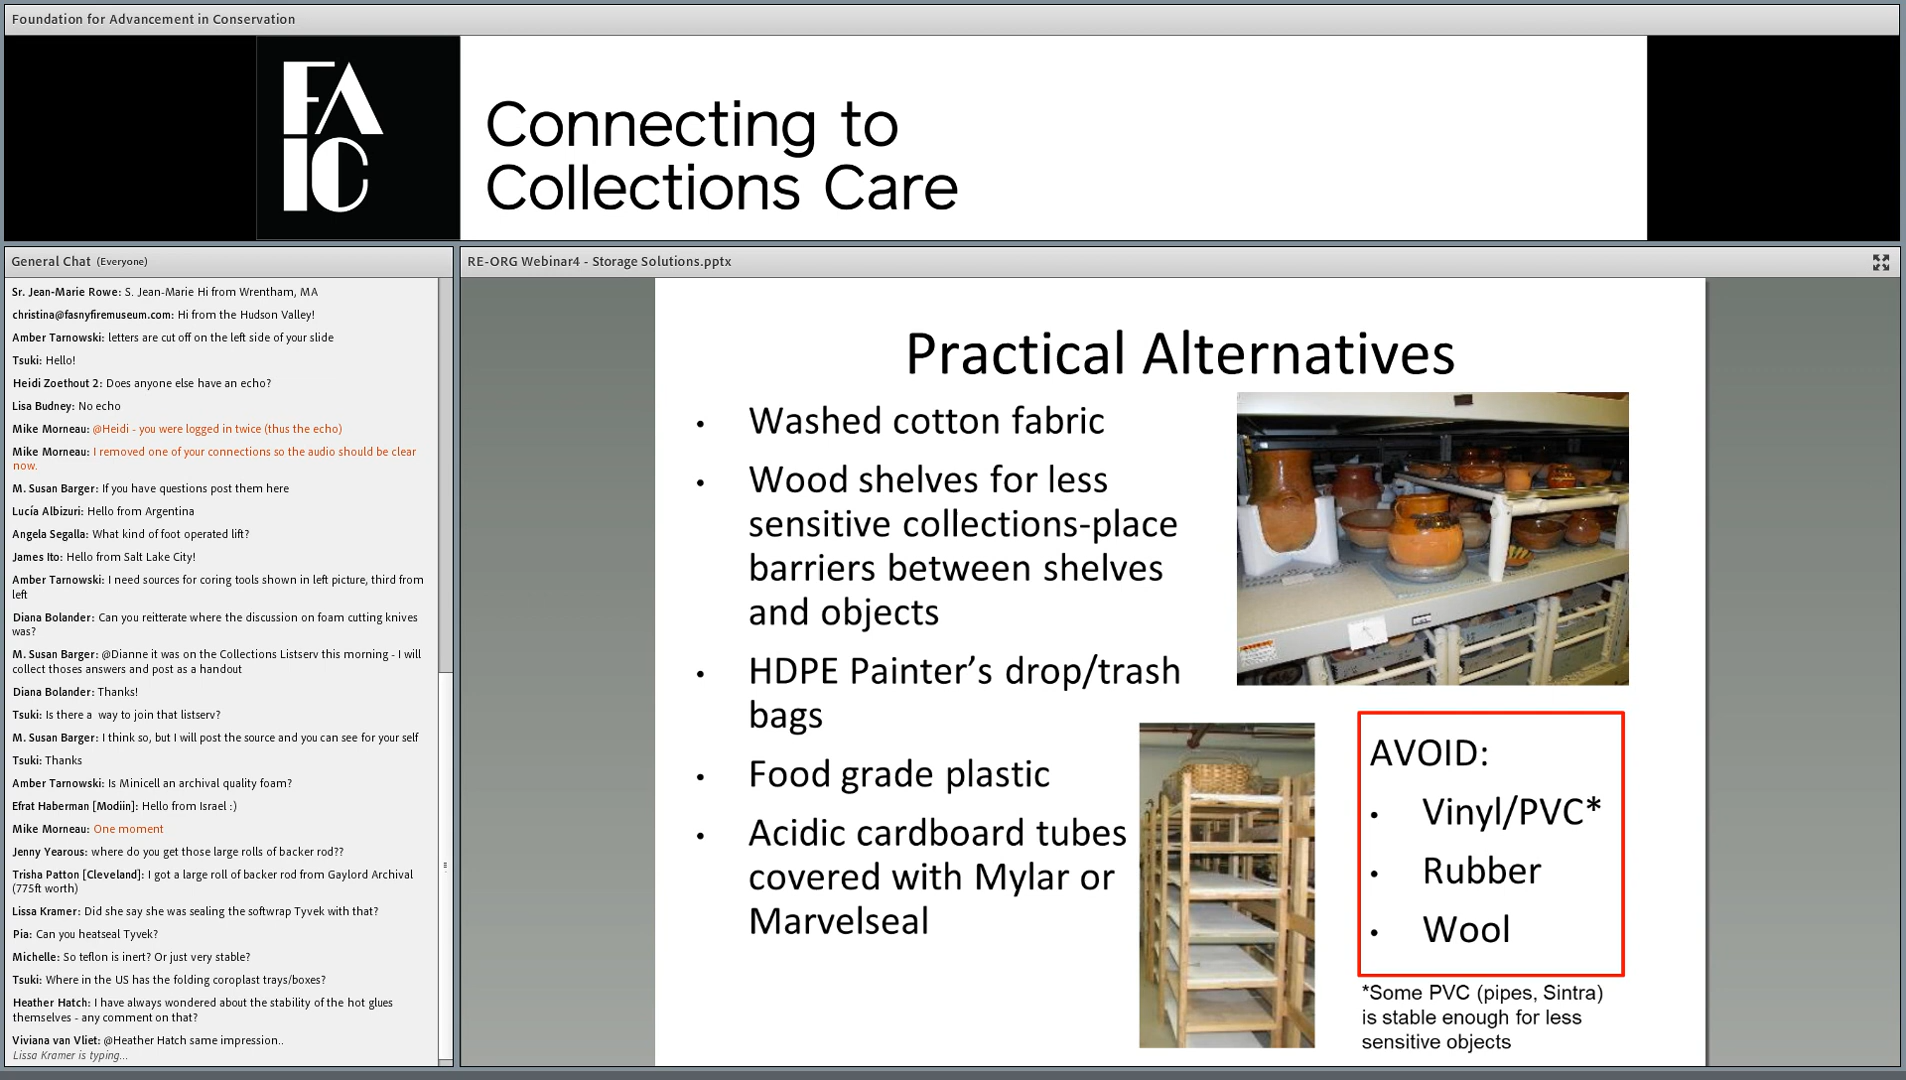 Foundation for Advancement in Conservation
FA
IC
Connecting to
Collections Care
General Chat (Everyone)
Sr. Jean-Marie Rowe: S. Jean-Marie Hi from Wrentham, MA
christina@fasnyfiremuseum.com: Hi from the Hudson Valley!
Amber Tarnowski: letters are cut off on the left side of your slide
Tsuki: Hello!
Heidi Zoethout 2: Does anyone else have an echo?
Lisa Budney: No echo
Mike Morneau: @Heidi - you were logged in twice (thus the echo)
Mike Morneau: I removed one of your connections so the audio should be clear
now.
M. Susan Barger: If you have questions post them here
Lucía Albizuri: Hello from Argentina
Angela Segalla: What kind of foot operated lift?
James Ito: Hello from Salt Lake City!
Amber Tarnowski: I need sources for coring tools shown in left picture, third from
left
Diana Bolander: Can you reitterate where the discussion on foam cutting knives
was?
M. Susan Barger: @Dianne it was on the Collections Listserv this morning - I will
collect thoses answers and post as a handout
Diana Bolander: Thanks!
Tsuki: Is there a  way to join that listserv?
M. Susan Barger: I think so, but I will post the source and you can see for your self
Tsuki: Thanks
Amber Tarnowski: Is Minicell an archival quality foam?
Efrat Haberman [Modiin]: Hello from Israel :)
Mike Morneau: One moment
Jenny Yearous: where do you get those large rolls of backer rod??
Trisha Patton [Cleveland]: I got a large roll of backer rod from Gaylord Archival
(775ft worth)
Lissa Kramer: Did she say she was sealing the softwrap Tyvek with that?
Pia: Can you heatseal Tyvek?
Michelle: So teflon is inert? Or just very stable?
Tsuki: Where in the US has the folding coroplast trays/boxes?
Heather Hatch: I have always wondered about the stability of the hot glues
themselves - any comment on that?
Viviana van Vliet: @Heather Hatch same impression..
Lissa Kramer is typing...
RE-ORG Webinar4 - Storage Solutions.pptx
Practical Alternatives
• Washed cotton fabric
• Wood shelves for less
sensitive collections-place
barriers between shelves
and objects
• HDPE Painter’s drop/trash
bags
• Food grade plastic
• Acidic cardboard tubes
covered with Mylar or
Marvelseal
AVOID:
• Vinyl/PVC*
• Rubber
• Wool
*Some PVC (pipes, Sintra)
is stable enough for less
sensitive objects